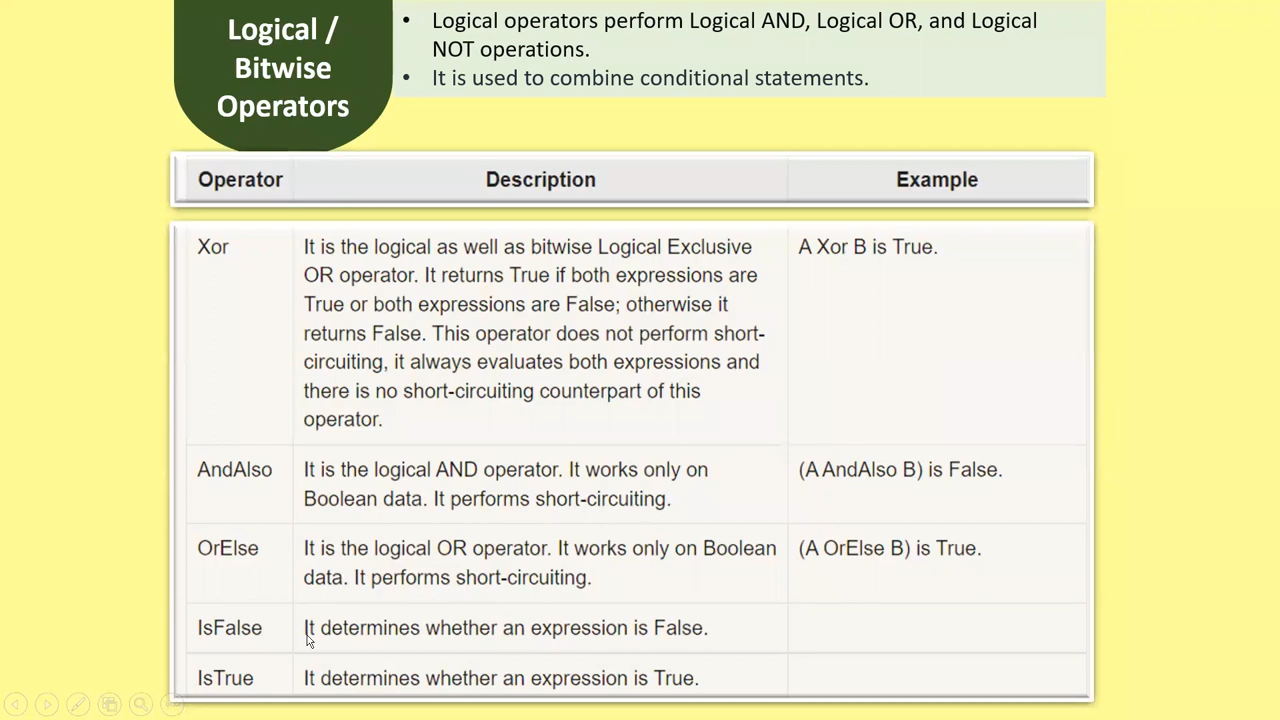 Logical /
Bitwise
Operators
• Logical operators perform Logical AND, Logical OR, and Logical
NOT operations.
• It is used to combine conditional statements.
Operator Description Example
Xor It is the logical as well as bitwise Logical Exclusive A Xor B is True.
OR operator. It returns True if both expressions are
True or both expressions are False; otherwise it
returns False. This operator does not perform short-
circuiting, it always evaluates both expressions and
there is no short-circuiting counterpart of this
operator.
AndAlso It is the logical AND operator. It works only on (A AndAlso B) is False.
Boolean data. It performs short-circuiting.
OrElse It is the logical OR operator. It works only on Boolean (A OrElse B) is True.
data. It performs short-circuiting.
IsFalse It determines whether an expression is False.
IsTrue It determines whether an expression is True.